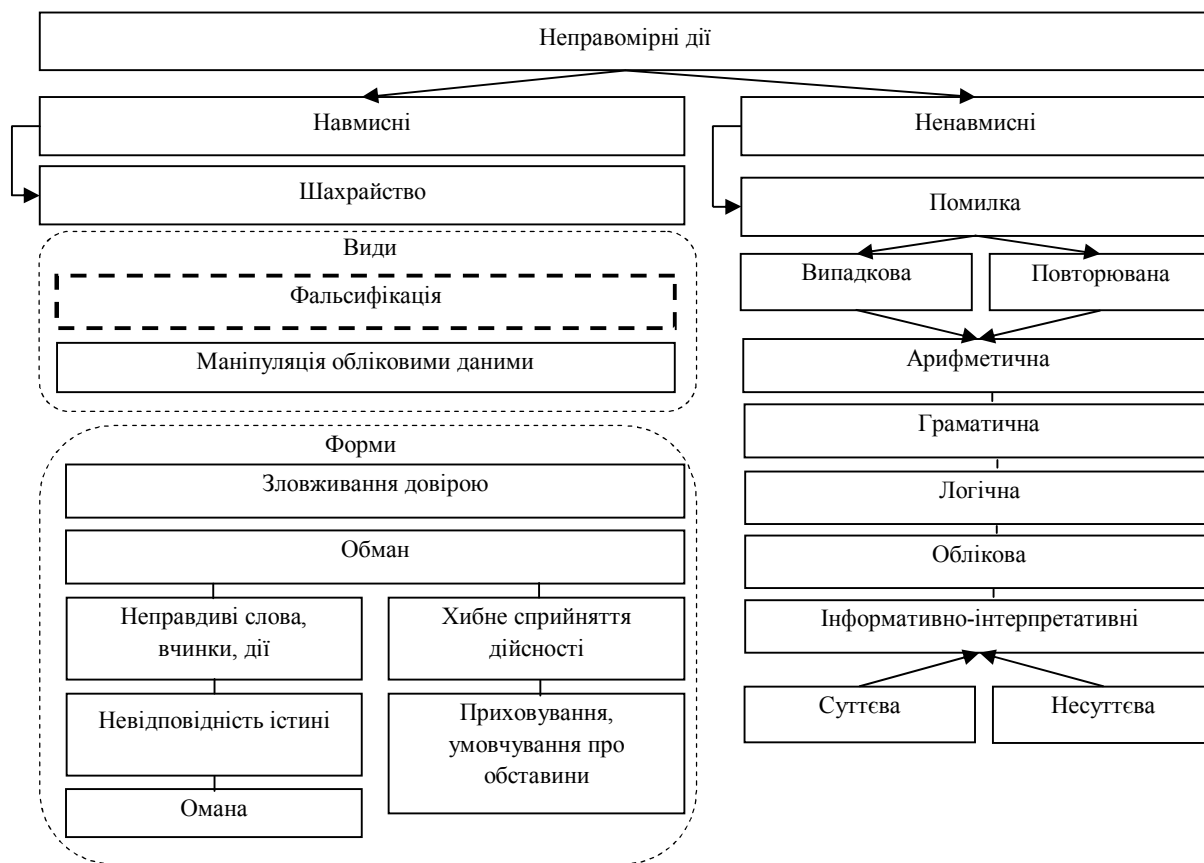 Неправомірні дії
Навмисні
Шахрайство
Види
Фальсифікація
Маніпуляція обліковими даними
Форми
Зловживання довірою
Обман
Неправдиві слова,
вчинки, дії
Невідповідність істині
Омана
Хибне сприйняття
дійсності
Приховування,
умовчування про
обставини
Ненавмисні
Помилка
Випадкова
Повторювана
Арифметична
Граматична
Логічна
Облікова
Інформативно-інтерпретативні
Суттєва
Несуттєва